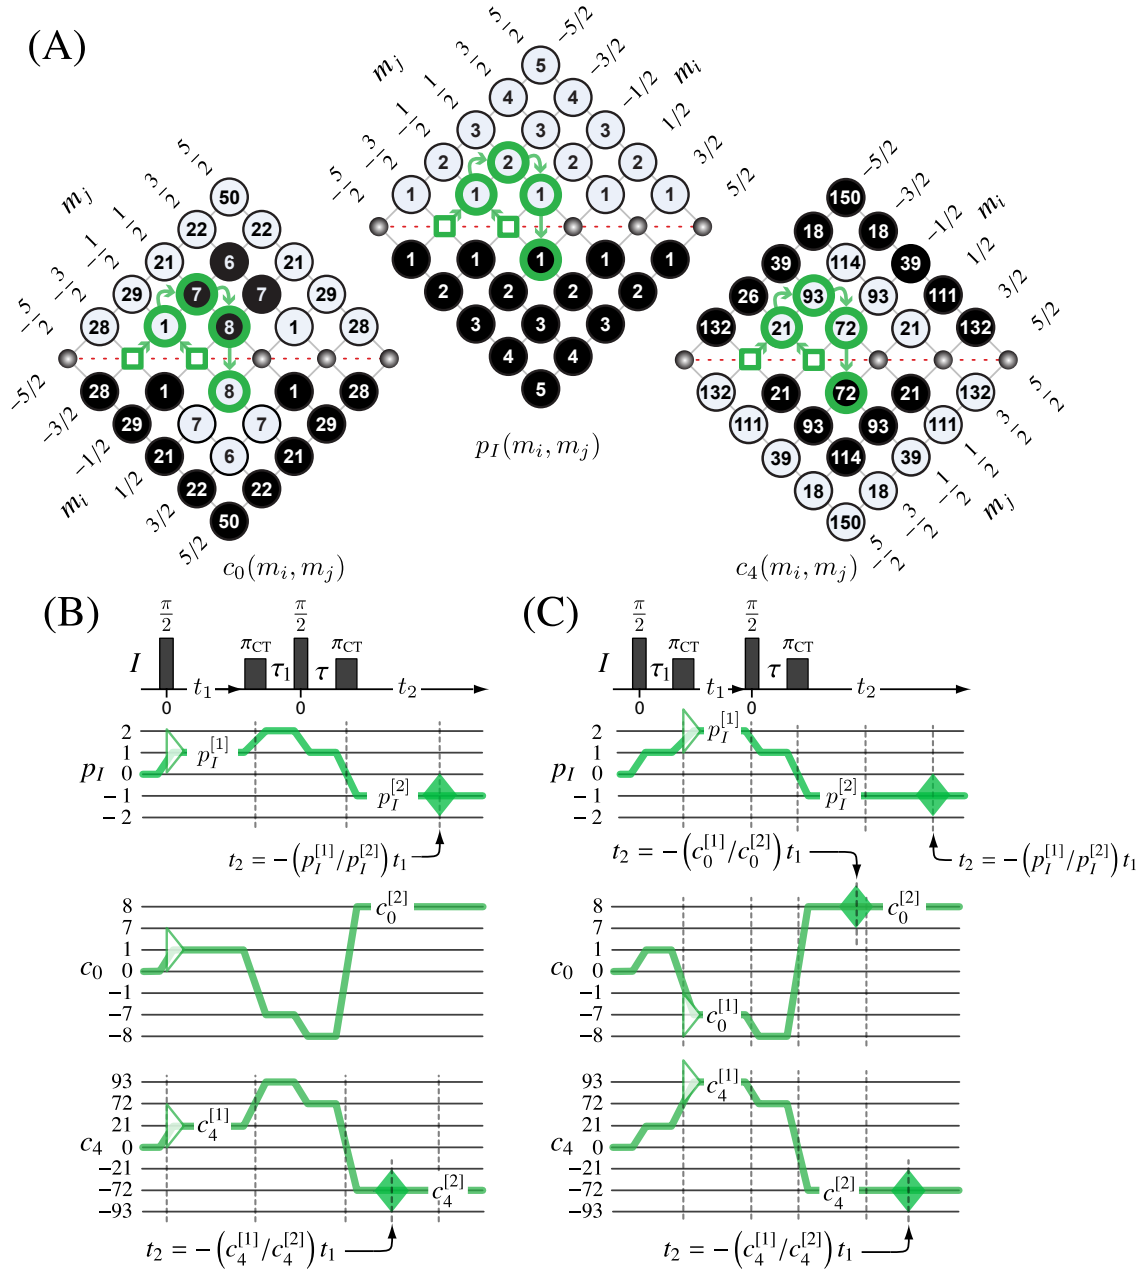 (A)
m_j
-5/2 -3/2 -1/2 1/2 3/2 5/2
-5/2 -3/2 -1/2 1/2 3/2 5/2
m_i
5
4 4
3 3 3
2 2 2 2
1 1 1 1 1
1 1 1 1 1
2 2 2 2
3 3 3
4 4
5
p_I(m_i, m_j)
m_j
-5/2 -3/2 -1/2 1/2 3/2 5/2
50
22 22
21 6 21
29 7 7 29
28 1 8 1 28
28 1 8 1 28
29 7 7 29
21 6 21
22 22
50
-5/2 -3/2 -1/2 1/2 3/2 5/2
m_i
c_0(m_i, m_j)
-5/2 -3/2 -1/2 1/2 3/2 5/2
m_i
150
18 18
39 114 39
26 93 93 111
132 21 72 21 132
132 21 72 21 132
111 93 93 111
39 114 39
18 18
150
-5/2 -3/2 -1/2 1/2 3/2 5/2
m_j
c_4(m_i, m_j)
(B)
π/2 π/2
π_CT π_CT
I t_1 τ_1 τ t_2
0 0
2
1 p_I^{[1]}
p_I 0
−1 p_I^{[2]}
−2
t_2 = −(p_I^{[1]}/p_I^{[2]}) t_1
8 c_0^{[2]}
7
1
c_0 0
−1
−7
−8
93
72
21 c_4^{[1]}
c_4 0
−21
−72 c_4^{[2]}
−93
t_2 = −(c_4^{[1]}/c_4^{[2]}) t_1
(C)
π/2 π/2
π_CT π_CT
I τ_1 t_1 τ t_2
0 0
2 p_I^{[1]}
1
p_I 0
−1 p_I^{[2]}
−2
t_2 = −(c_0^{[1]}/c_0^{[2]}) t_1
t_2 = −(p_I^{[1]}/p_I^{[2]}) t_1
8 c_0^{[2]}
7
1
c_0 0
−1
−7 c_0^{[1]}
−8
93 c_4^{[1]}
72
21
c_4 0
−21
−72 c_4^{[2]}
−93
t_2 = −(c_4^{[1]}/c_4^{[2]}) t_1